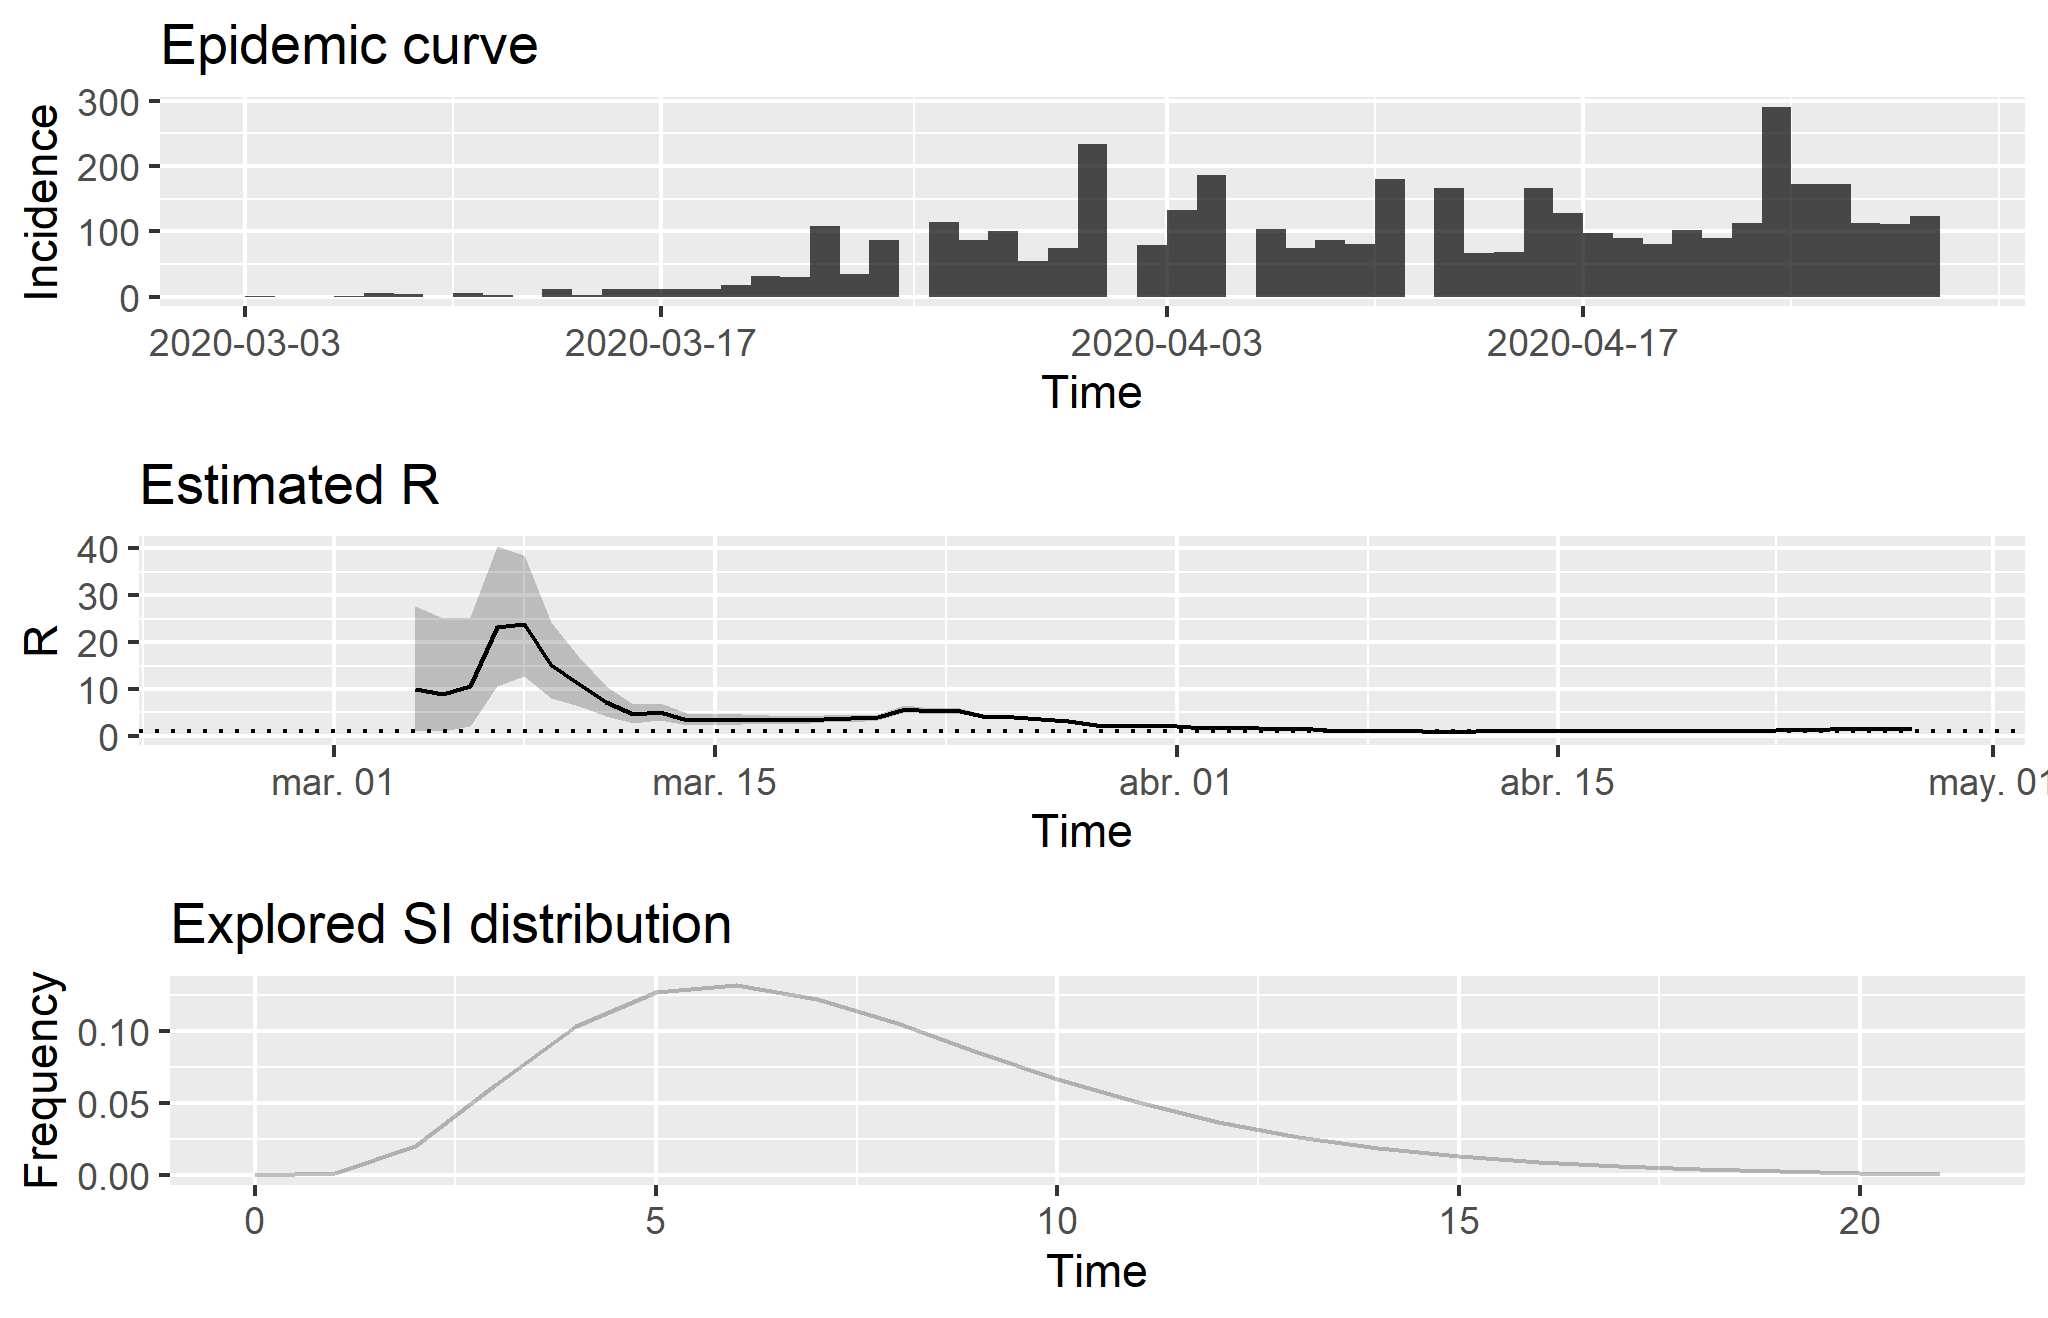 Epidemic curve
Incidence
300
200
100
0
2020-03-03 2020-03-17 2020-04-03 2020-04-17
Time
Estimated R
R
40
30
20
10
0
mar. 01 mar. 15 abr. 01 abr. 15 may. 01
Time
Explored SI distribution
Frequency
0.10
0.05
0.00
0 5 10 15 20
Time